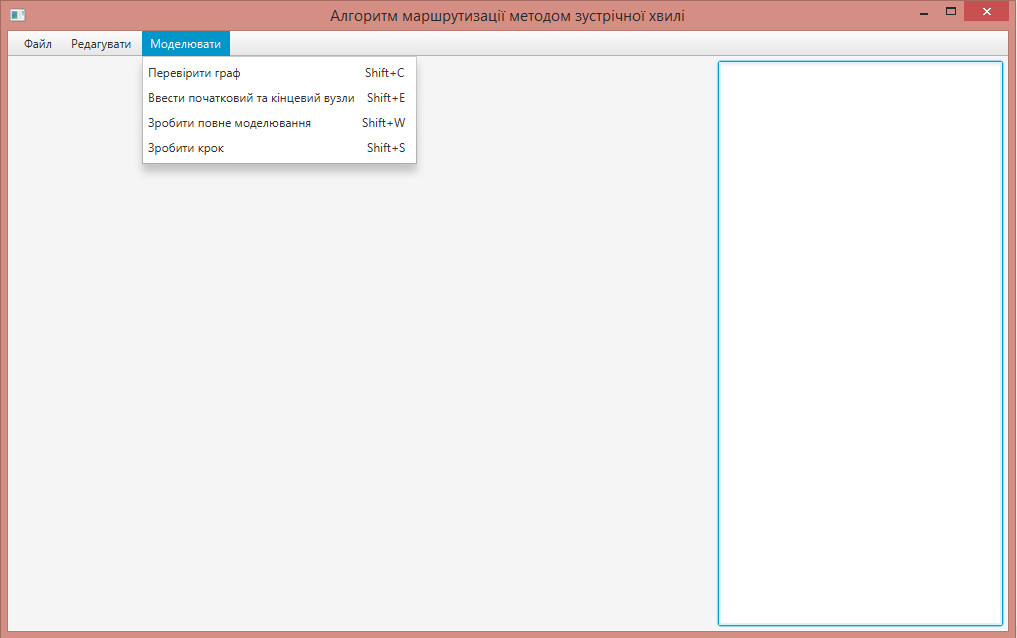 Алгоритм маршрутизації методом зустрічної хвилі
Файл Редагувати Моделювати
Перевірити граф Shift+C
Ввести початковий та кінцевий вузли Shift+E
Зробити повне моделювання Shift+W
Зробити крок Shift+S